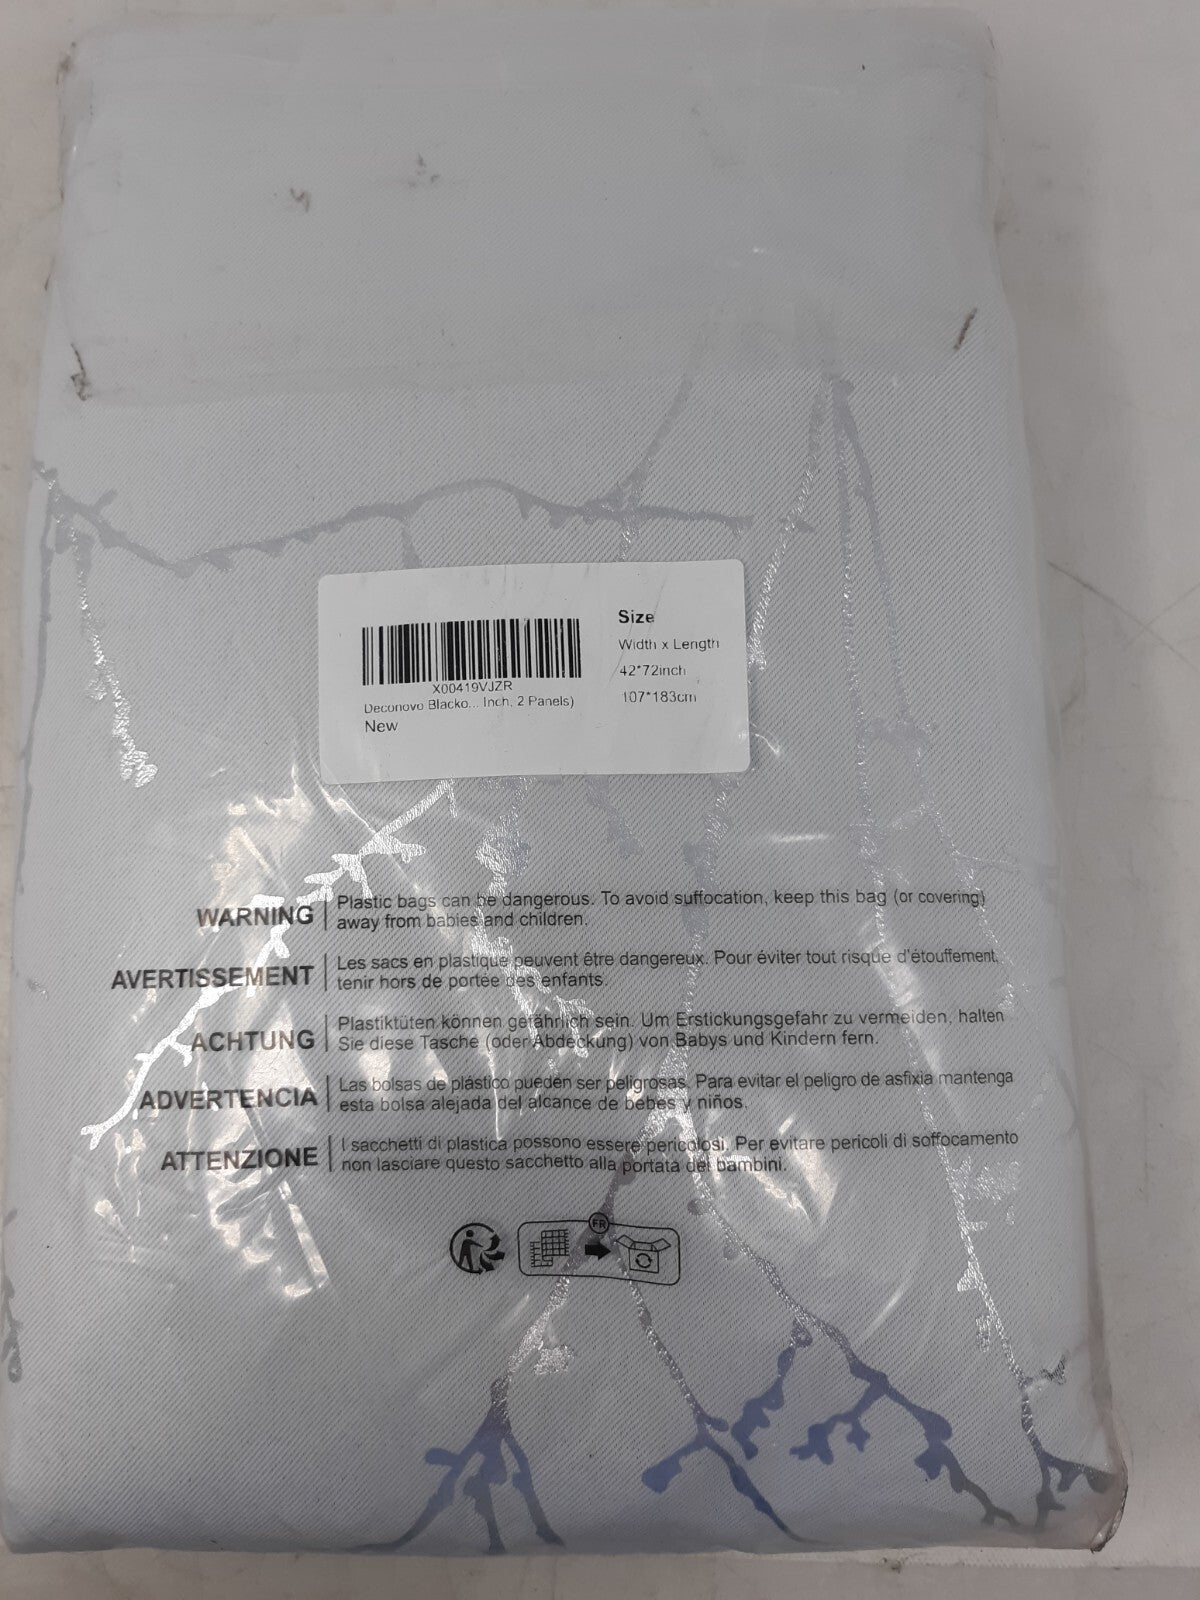 X00419VJZR
Deconovo Blacko... Inch, 2 Panels)
New
Size
Width x Length
42*72inch
107*183cm
WARNING
Plastic bags can be dangerous. To avoid suffocation, keep this bag (or covering)
away from babies and children.
AVERTISSEMENT
Les sacs en plastique peuvent être dangereux. Pour éviter tout risque d'étouffement,
tenir hors de portée des enfants.
ACHTUNG
Plastiktüten können gefährlich sein. Um Erstickungsgefahr zu vermeiden, halten
Sie diese Tasche (oder Abdeckung) von Babys und Kindern fern.
ADVERTENCIA
Las bolsas de plástico pueden ser peligrosas. Para evitar el peligro de asfixia mantenga
esta bolsa alejada del alcance de bebés y niños.
ATTENZIONE
I sacchetti di plastica possono essere pericolosi. Per evitare pericoli di soffocamento
non lasciare questo sacchetto alla portata dei bambini.
FR